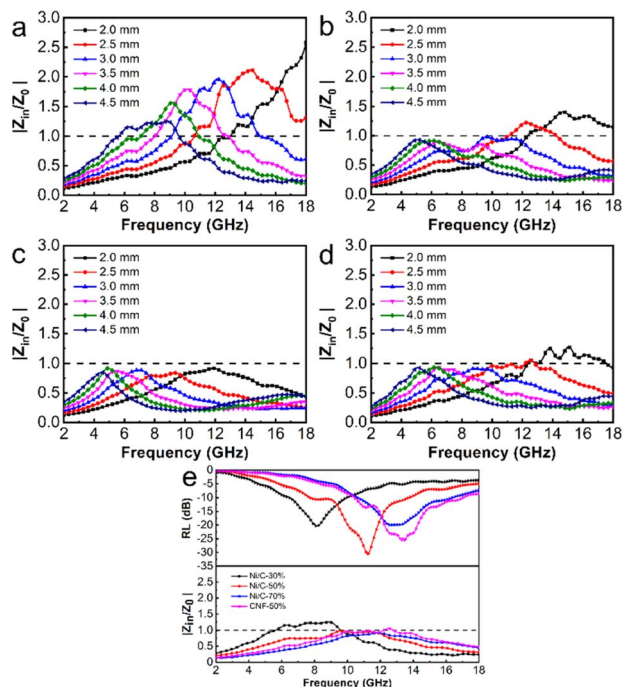 a
3.0
2.5
2.0
1.5
1.0
0.5
0.0
|Zin/Z0|
2.0 mm
2.5 mm
3.0 mm
3.5 mm
4.0 mm
4.5 mm
2 4 6 8 10 12 14 16 18
Frequency (GHz)
b
3.0
2.5
2.0
1.5
1.0
0.5
0.0
|Zin/Z0|
2.0 mm
2.5 mm
3.0 mm
3.5 mm
4.0 mm
4.5 mm
2 4 6 8 10 12 14 16 18
Frequency (GHz)
c
3.0
2.5
2.0
1.5
1.0
0.5
0.0
|Zin/Z0|
2.0 mm
2.5 mm
3.0 mm
3.5 mm
4.0 mm
4.5 mm
2 4 6 8 10 12 14 16 18
Frequency (GHz)
d
3.0
2.5
2.0
1.5
1.0
0.5
0.0
|Zin/Z0|
2.0 mm
2.5 mm
3.0 mm
3.5 mm
4.0 mm
4.5 mm
2 4 6 8 10 12 14 16 18
Frequency (GHz)
e
0
-5
-10
-15
-20
-25
-30
-35
RL (dB)
2.5
2.0
1.5
1.0
0.5
0.0
|Zin/Z0|
Ni/C-30%
Ni/C-50%
Ni/C-70%
CNF-50%
2 4 6 8 10 12 14 16 18
Frequency (GHz)